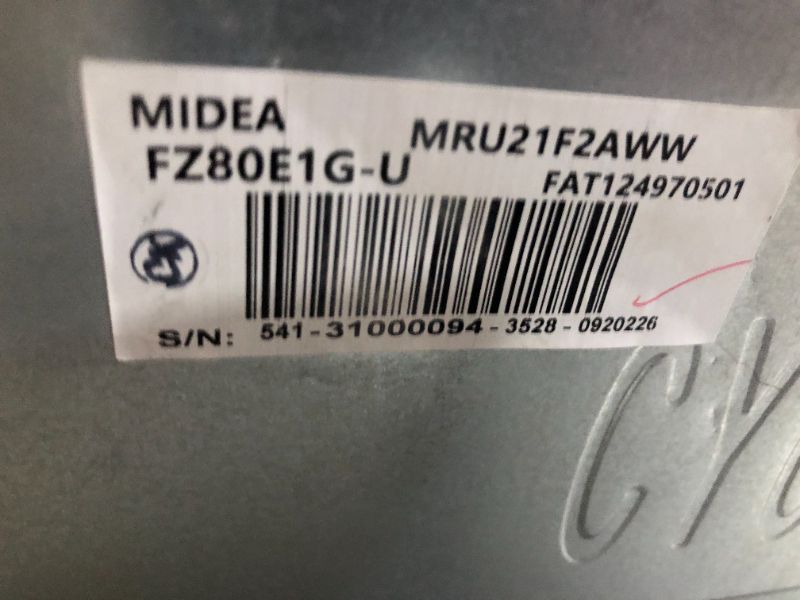 MIDEA
MRU21F2AWW
FZ80E1G-U
FAT124970501
S/N: 541-31000094-3528-0920226